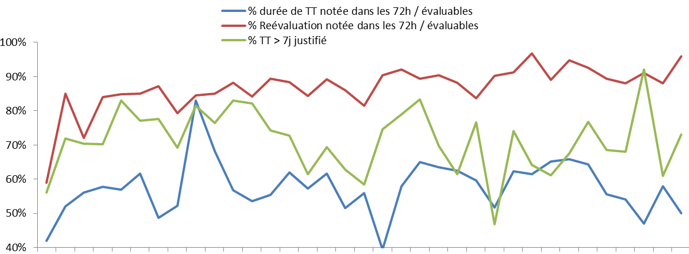 % durée de TT notée dans les 72h / évaluables
% Reévaluation notée dans les 72h / évaluables
% TT > 7j justifié
100%
90%
80%
70%
60%
50%
40%